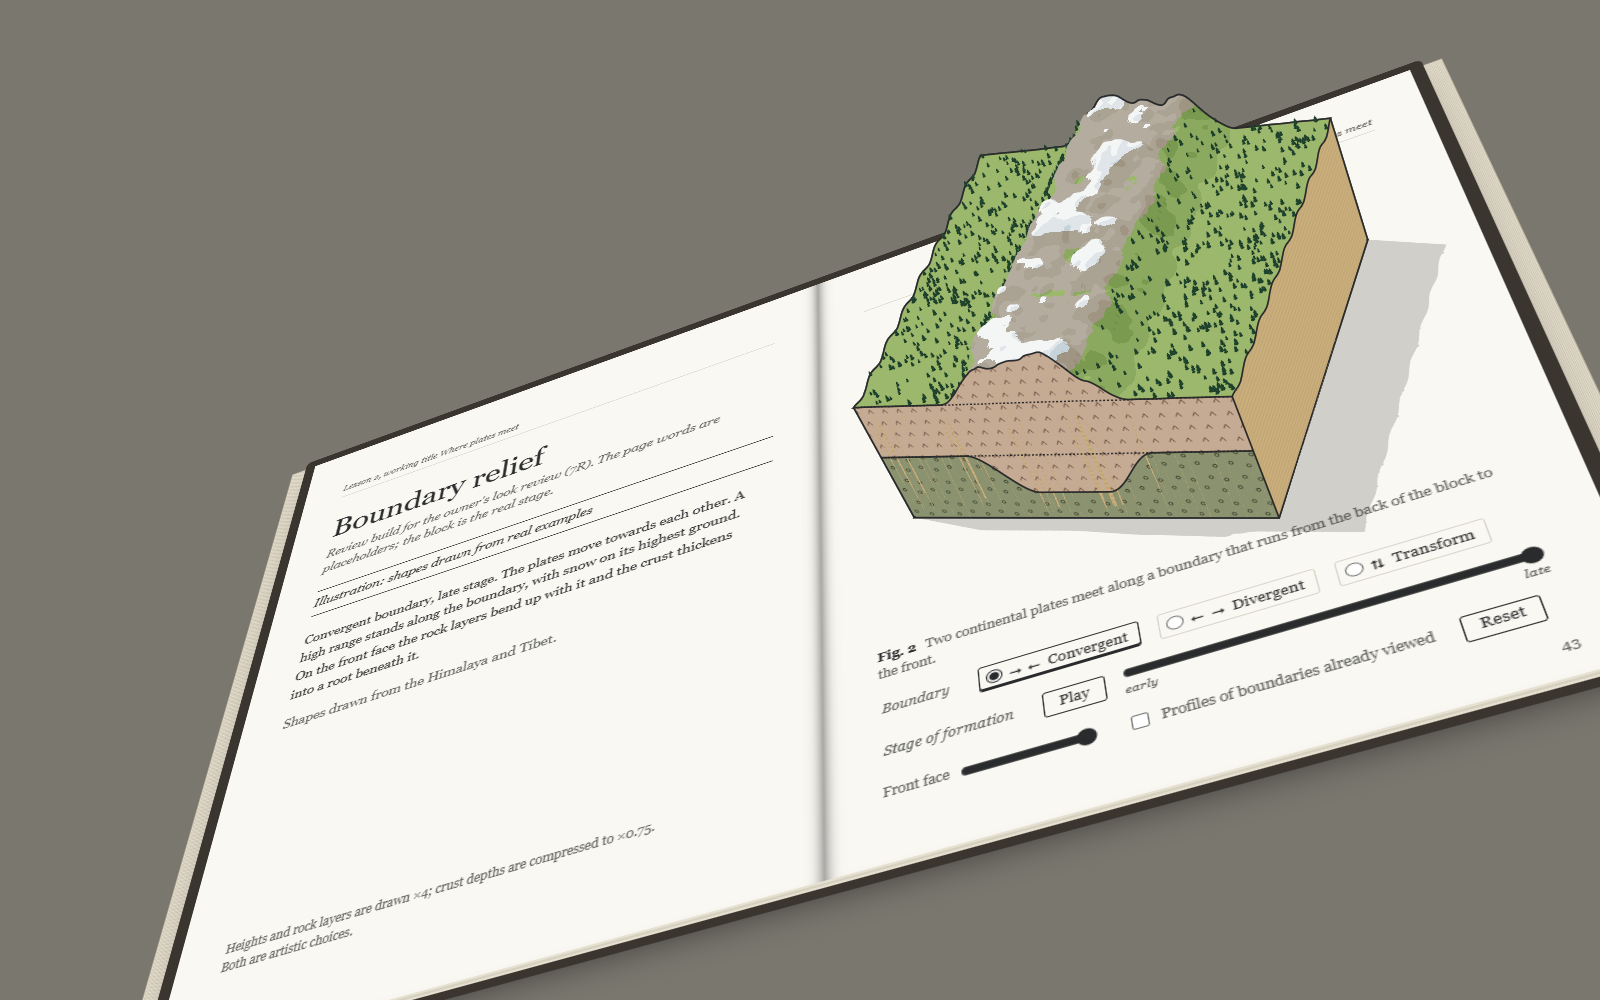 Lesson 2, working title Where plates meet
Boundary relief
Review build for the owner's look review (7R). The page words are
placeholders; the block is the real stage.
Illustration: shapes drawn from real examples
Convergent boundary, late stage. The plates move towards each other. A
high range stands along the boundary, with snow on its highest ground.
On the front face the rock layers bend up with it and the crust thickens
into a root beneath it.
Shapes drawn from the Himalaya and Tibet.
Heights and rock layers are drawn ×4; crust depths are compressed to ×0.75.
Both are artistic choices.
meet
Fig. 2 Two continental plates meet along a boundary that runs from the back of the block to
the front.
Boundary → ← Convergent ← → Divergent ⇅ Transform
Stage of formation Play early late
Front face Profiles of boundaries already viewed Reset
43